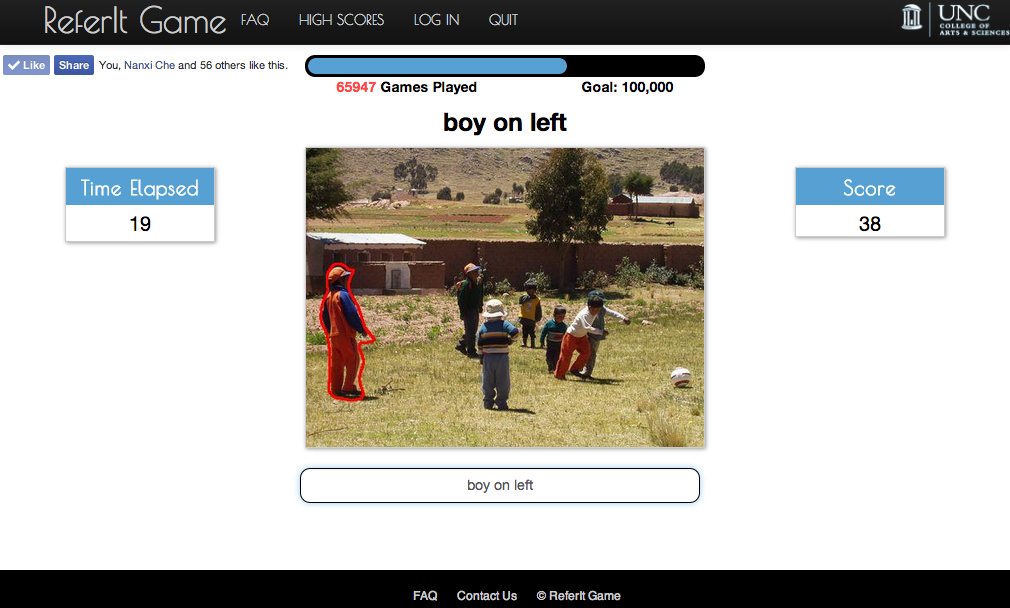 ReferIt Game FAQ HIGH SCORES LOG IN QUIT
UNC
COLLEGE OF
ARTS & SCIENCES
Like Share You, Nanxi Che and 56 others like this.
65947 Games Played Goal: 100,000
boy on left
Time Elapsed
19
Score
38
boy on left
FAQ Contact Us © ReferIt Game